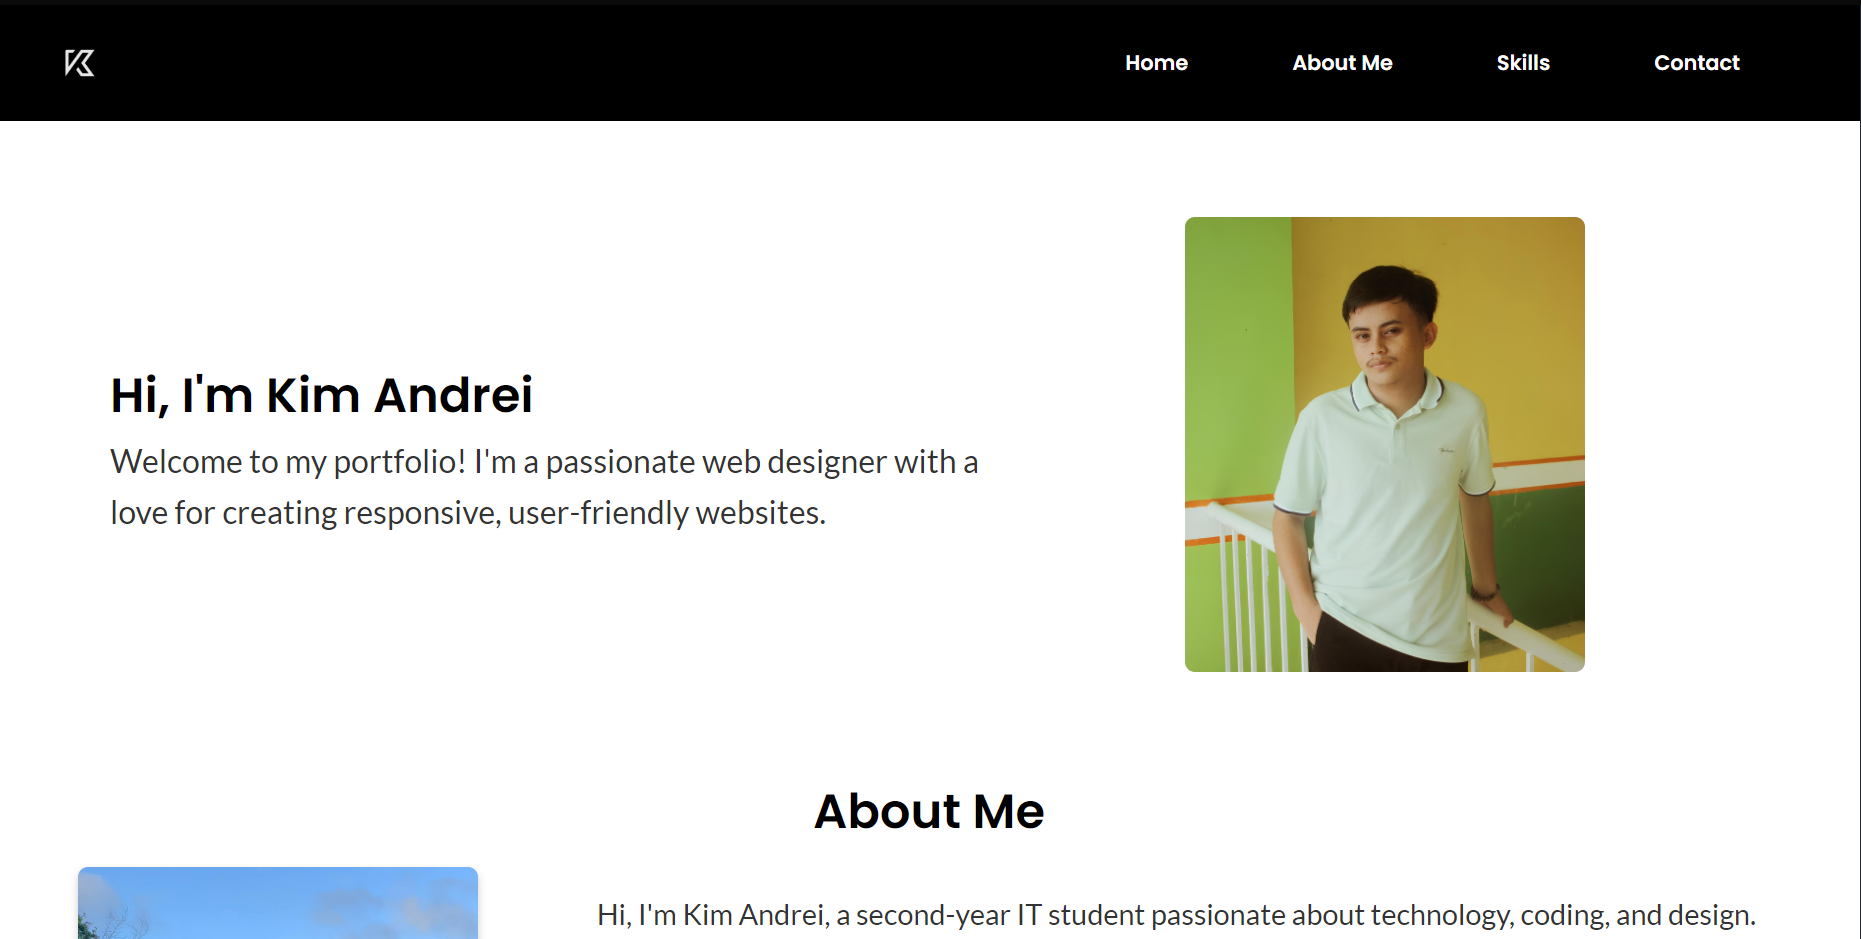 Home About Me Skills Contact
Hi, I'm Kim Andrei
Welcome to my portfolio! I'm a passionate web designer with a
love for creating responsive, user-friendly websites.
About Me
Hi, I'm Kim Andrei, a second-year IT student passionate about technology, coding, and design.